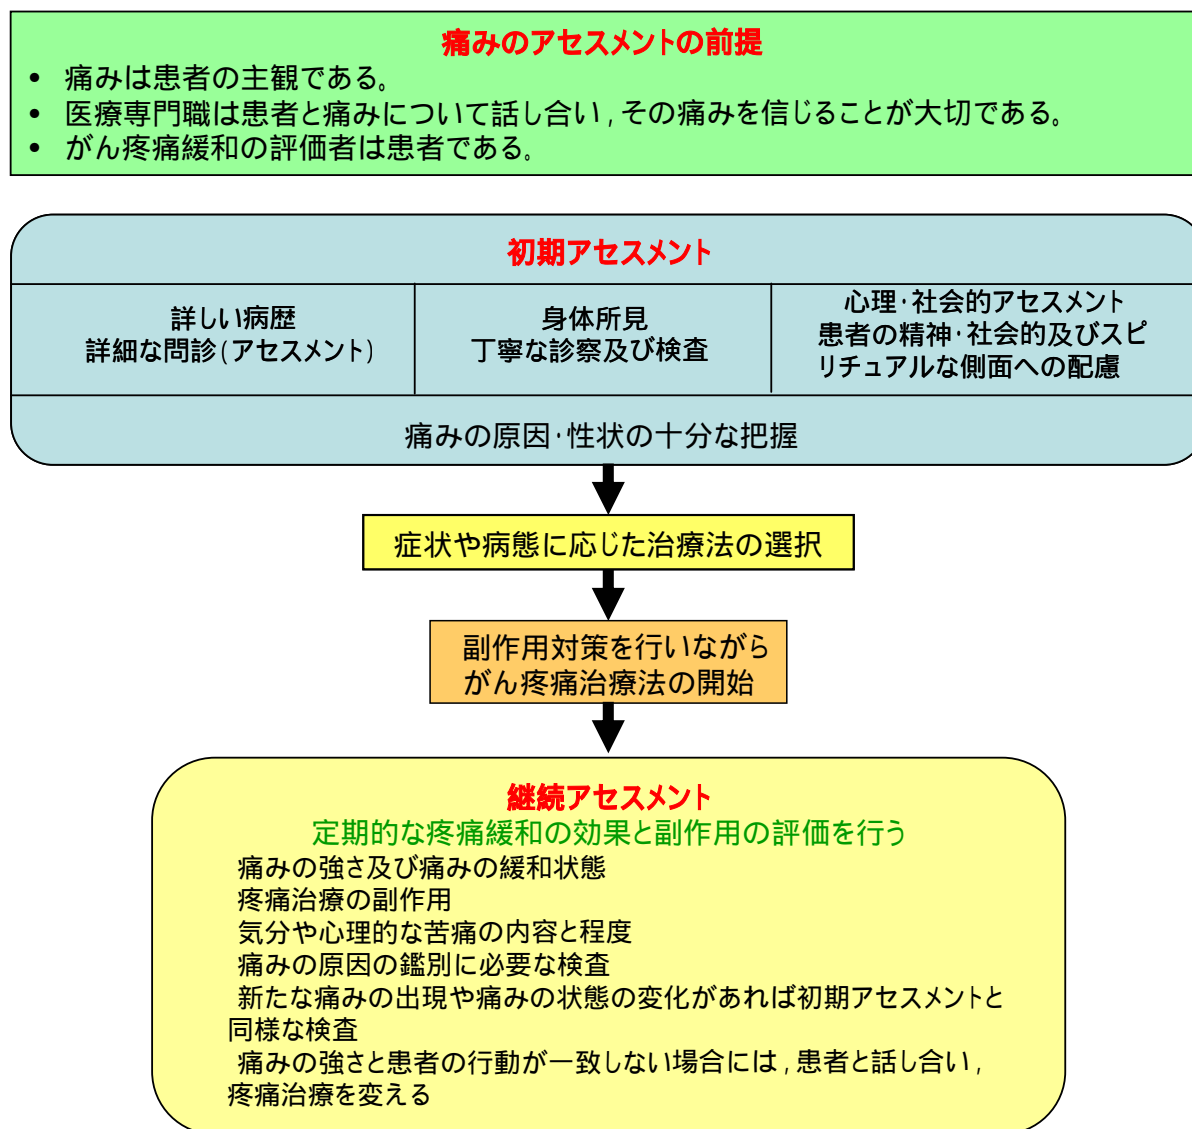 痛みのアセスメントの前提
• 痛みは患者の主観である。
• 医療専門職は患者と痛みについて話し合い，その痛みを信じることが大切である。
• がん疼痛緩和の評価者は患者である。
初期アセスメント
詳しい病歴
詳細な問診（アセスメント）
身体所見
丁寧な診察及び検査
心理・社会的アセスメント
患者の精神・社会的及びスピ
リチュアルな側面への配慮
痛みの原因・性状の十分な把握
症状や病態に応じた治療法の選択
副作用対策を行いながら
がん疼痛治療法の開始
継続アセスメント
定期的な疼痛緩和の効果と副作用の評価を行う
痛みの強さ及び痛みの緩和状態
疼痛治療の副作用
気分や心理的な苦痛の内容と程度
痛みの原因の鑑別に必要な検査
新たな痛みの出現や痛みの状態の変化があれば初期アセスメントと
同様な検査
痛みの強さと患者の行動が一致しない場合には，患者と話し合い，
疼痛治療を変える